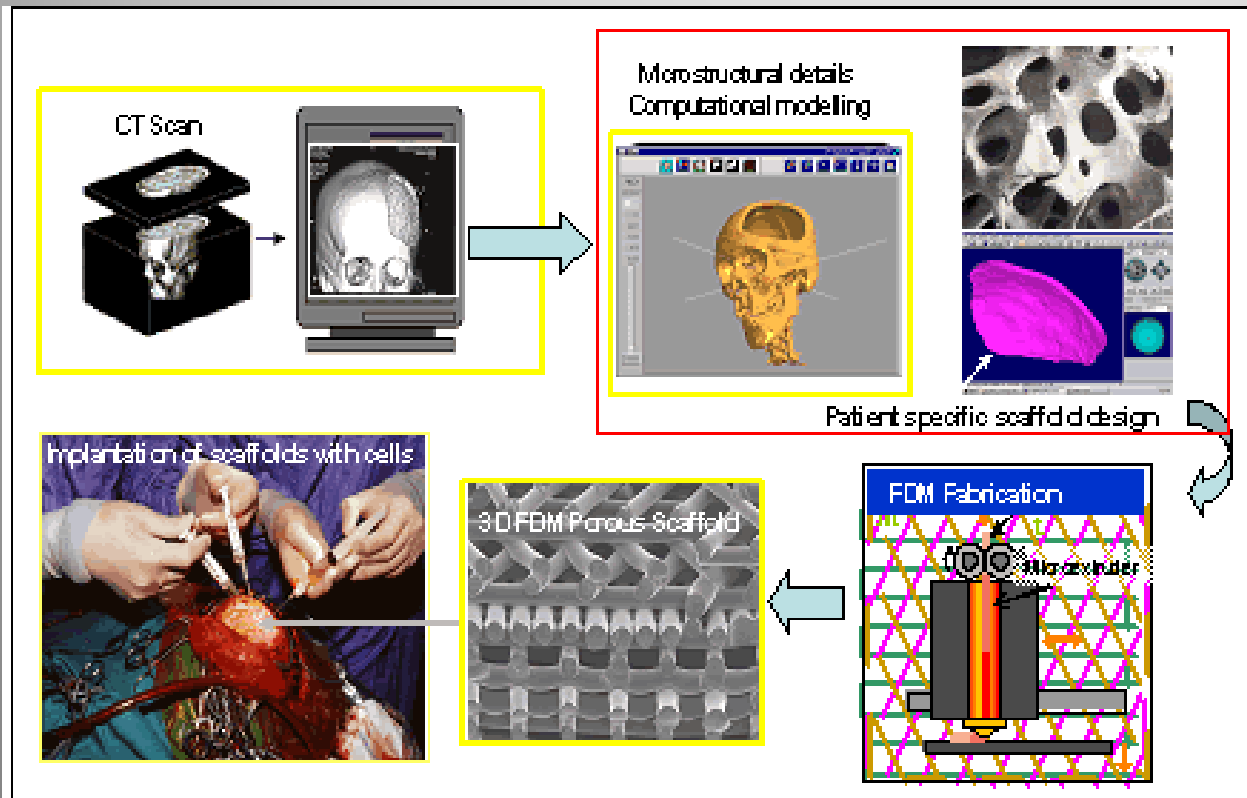 CT Scan
Microstructural details
Computational modelling
Patient specific scaffold design
Implantation of scaffolds with cells
3D FDM Porous Scaffold
FDM Fabrication
Microextruder